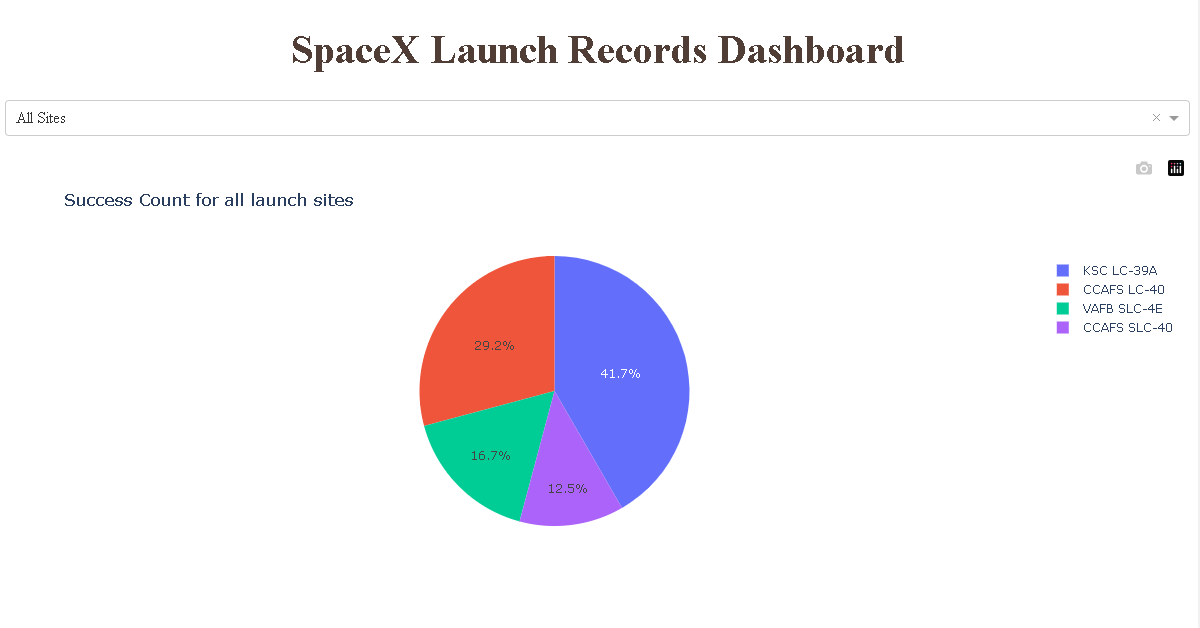 SpaceX Launch Records Dashboard
All Sites
Success Count for all launch sites
KSC LC-39A
CCAFS LC-40
VAFB SLC-4E
CCAFS SLC-40
29.2%
41.7%
16.7%
12.5%